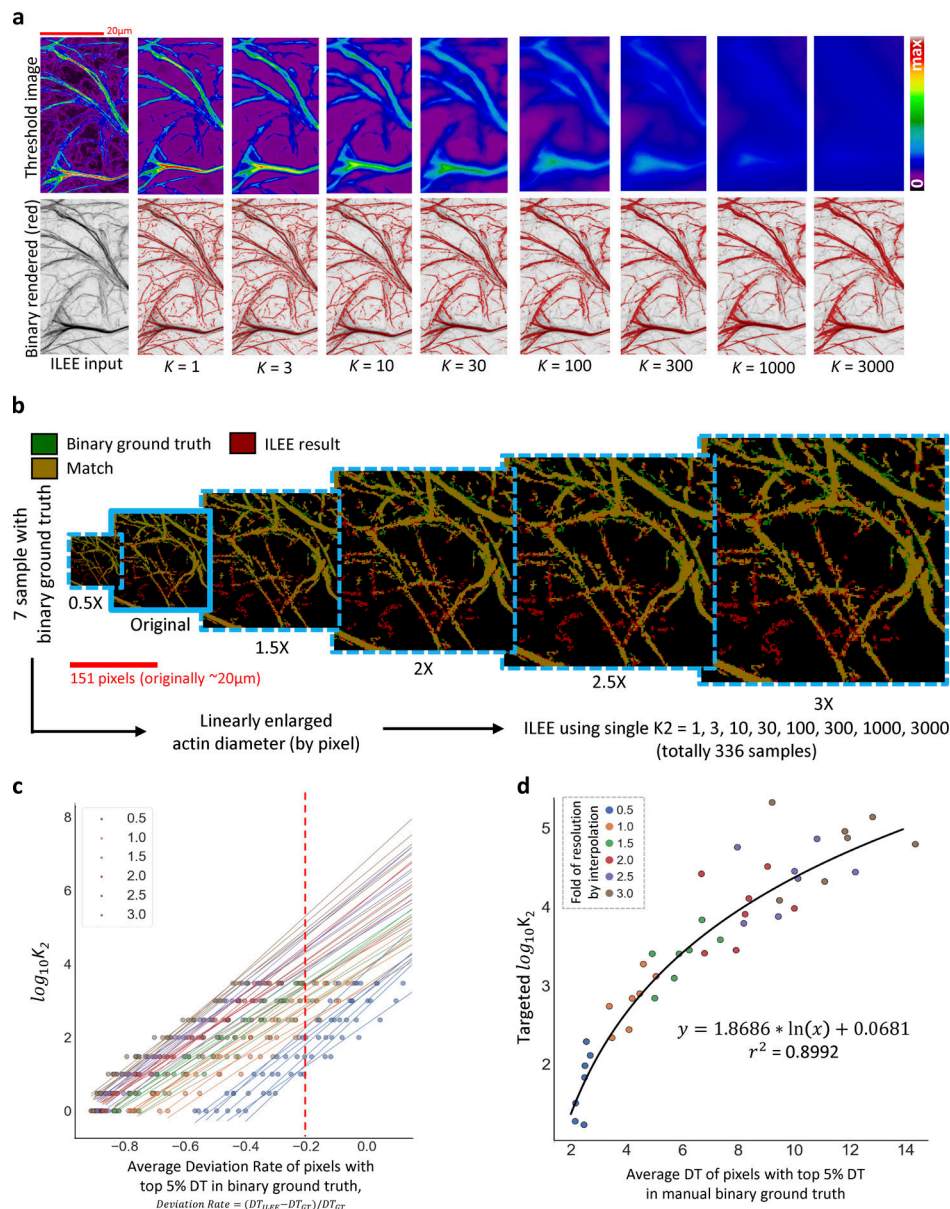 a
20μm
Threshold image
max
0
Binary rendered (red)
ILEE input
K = 1
K = 3
K = 10
K = 30
K = 100
K = 300
K = 1000
K = 3000
b
Binary ground truth
ILEE result
Match
7 sample with
binary ground truth
0.5X
Original
1.5X
2X
2.5X
3X
151 pixels (originally ~20μm)
Linearly enlarged
actin diameter (by pixel)
ILEE using single K2 = 1, 3, 10, 30, 100, 300, 1000, 3000
(totally 336 samples)
c
0.5
1.0
1.5
2.0
2.5
3.0
log₁₀K₂
8
6
4
2
0
−0.8
−0.6
−0.4
−0.2
0.0
Average Deviation Rate of pixels with
top 5% DT in binary ground truth,
Deviation Rate = (DT_ILEE−DT_GT)/DT_GT
d
Fold of resolution
by interpolation
0.5
1.0
1.5
2.0
2.5
3.0
Targeted log₁₀K₂
5
4
3
2
y = 1.8686 * ln(x) + 0.0681
r² = 0.8992
2
4
6
8
10
12
14
Average DT of pixels with top 5% DT
in manual binary ground truth